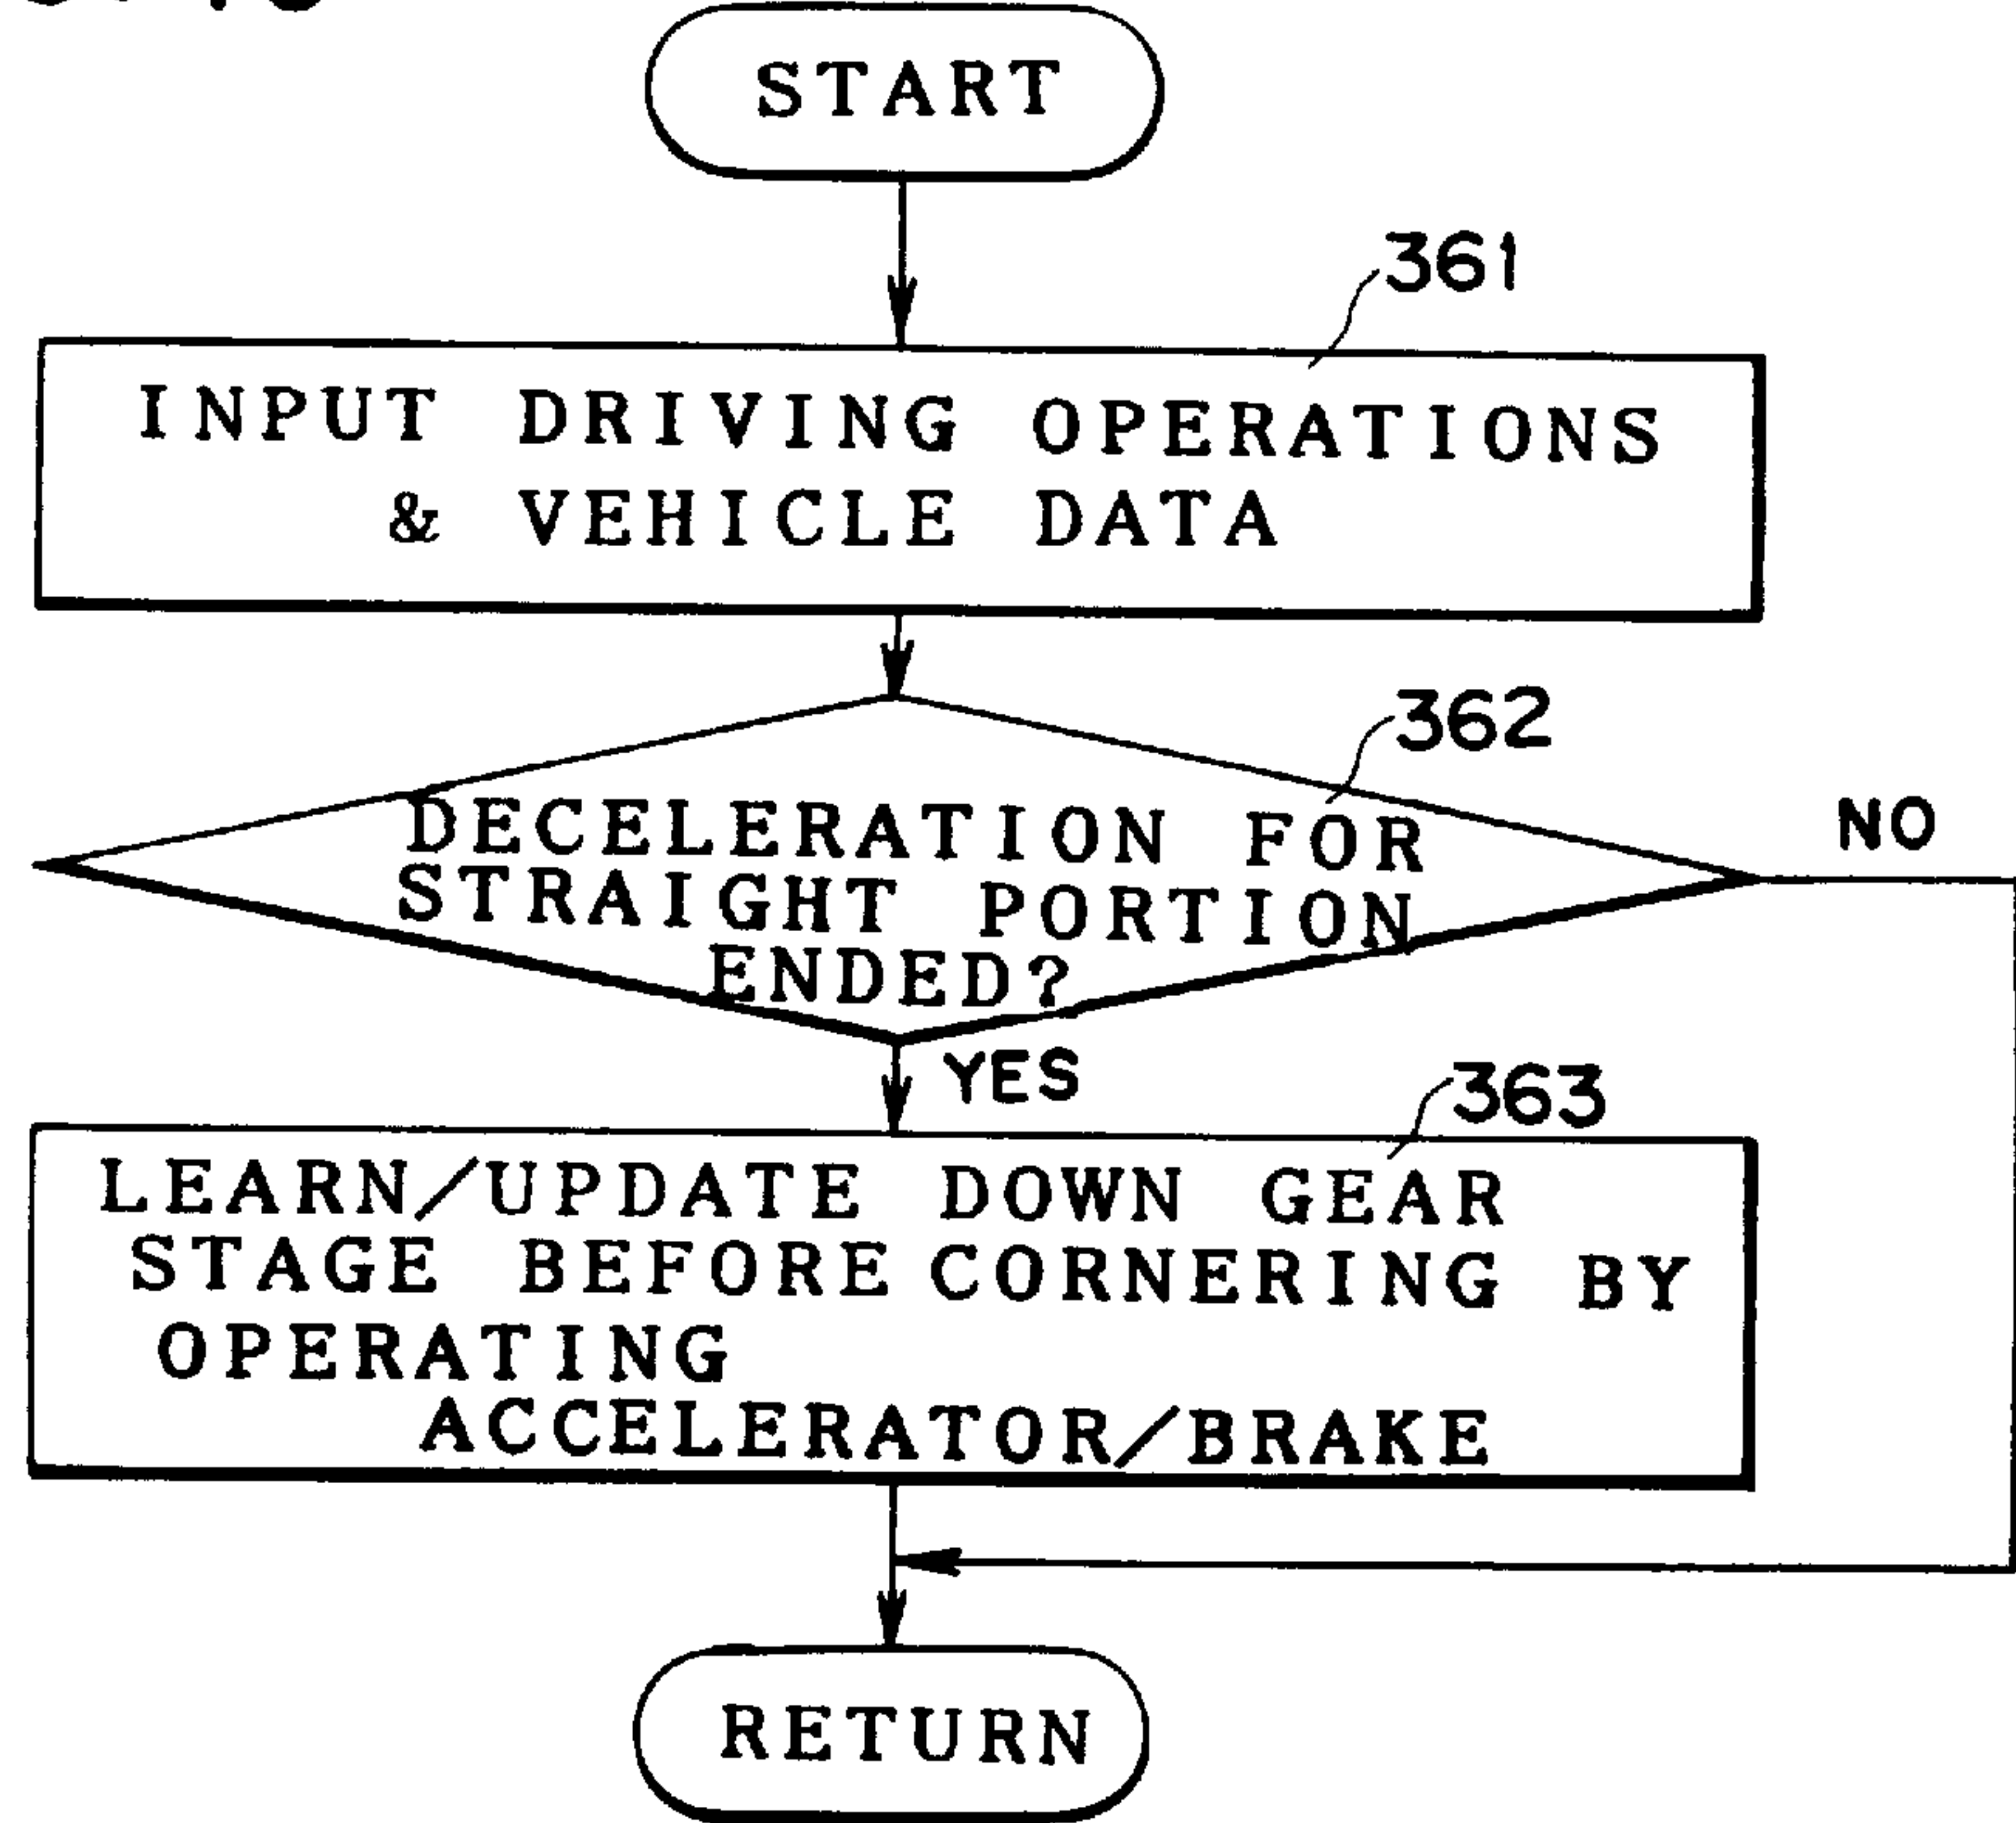 START
361
INPUT DRIVING OPERATIONS
& VEHICLE DATA
362
DECELERATION FOR
STRAIGHT PORTION
ENDED?
NO
YES
363
LEARN/UPDATE DOWN GEAR
STAGE BEFORE CORNERING BY
OPERATING
ACCELERATOR/BRAKE
RETURN